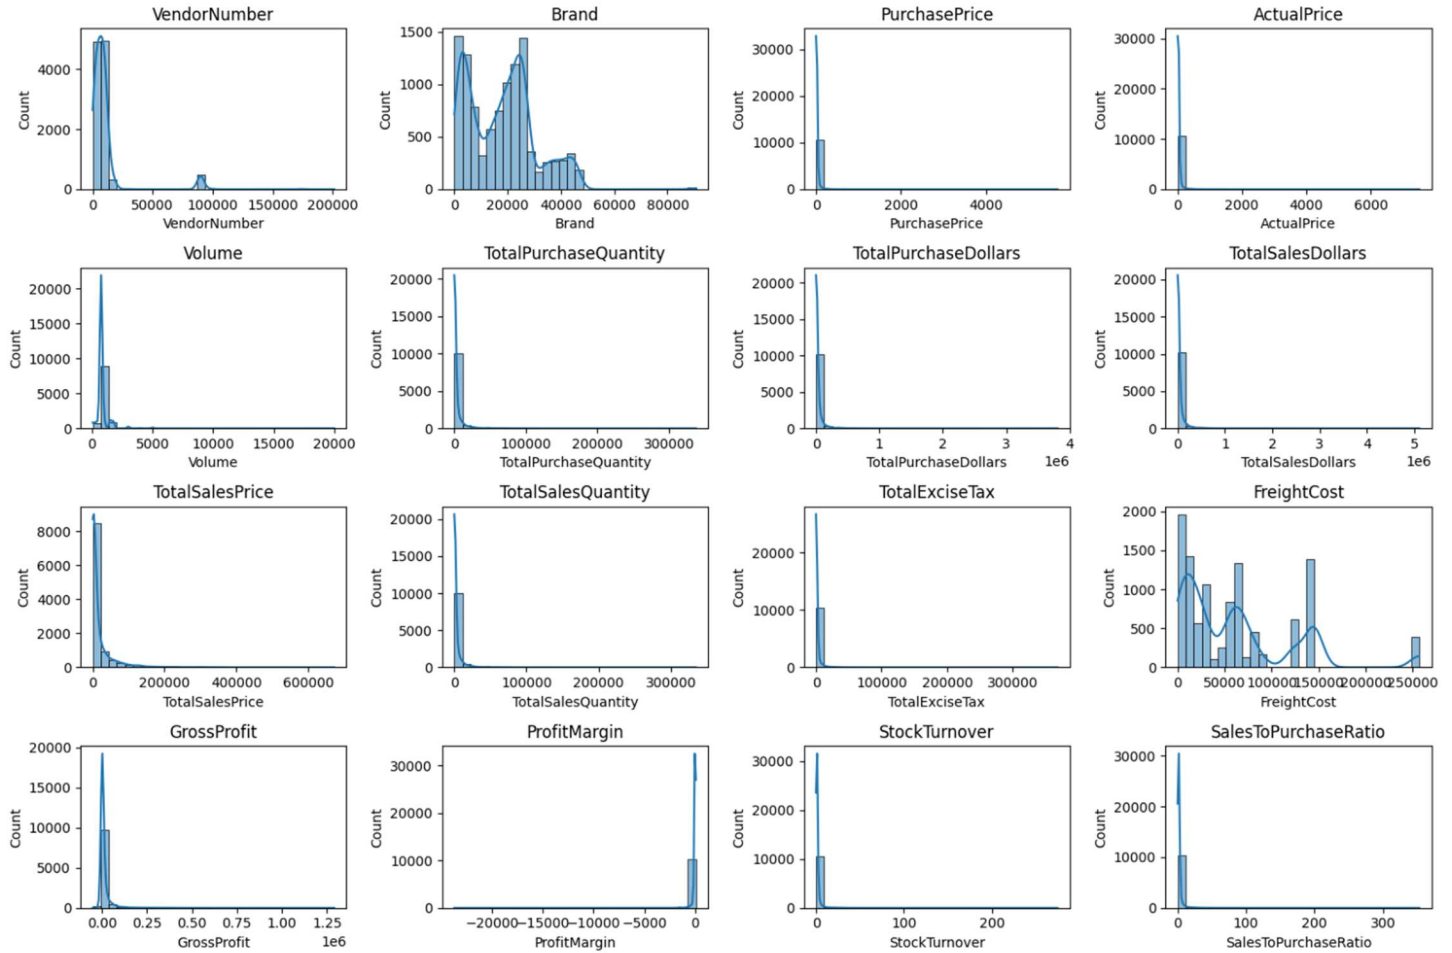 VendorNumber
4000
2000
0
Count
0 50000 100000 150000 200000
VendorNumber
Brand
1500
1000
500
0
Count
0 20000 40000 60000 80000
Brand
PurchasePrice
30000
20000
10000
0
Count
0 2000 4000
PurchasePrice
ActualPrice
30000
20000
10000
0
Count
0 2000 4000 6000
ActualPrice
Volume
20000
15000
10000
5000
0
Count
0 5000 10000 15000 20000
Volume
TotalPurchaseQuantity
20000
15000
10000
5000
0
Count
0 100000 200000 300000
TotalPurchaseQuantity
TotalPurchaseDollars
20000
15000
10000
5000
0
Count
0 1 2 3 4
1e6
TotalPurchaseDollars
TotalSalesDollars
20000
15000
10000
5000
0
Count
0 1 2 3 4 5
1e6
TotalSalesDollars
TotalSalesPrice
8000
6000
4000
2000
0
Count
0 200000 400000 600000
TotalSalesPrice
TotalSalesQuantity
20000
15000
10000
5000
0
Count
0 100000 200000 300000
TotalSalesQuantity
TotalExciseTax
20000
10000
0
Count
0 100000 200000 300000
TotalExciseTax
FreightCost
2000
1500
1000
500
0
Count
0 50000 100000 150000 200000 250000
FreightCost
GrossProfit
20000
15000
10000
5000
0
Count
0.00 0.25 0.50 0.75 1.00 1.25
1e6
GrossProfit
ProfitMargin
30000
20000
10000
0
Count
−20000 −15000 −10000 −5000 0
ProfitMargin
StockTurnover
30000
20000
10000
0
Count
0 100 200
StockTurnover
SalesToPurchaseRatio
30000
20000
10000
0
Count
0 100 200 300
SalesToPurchaseRatio